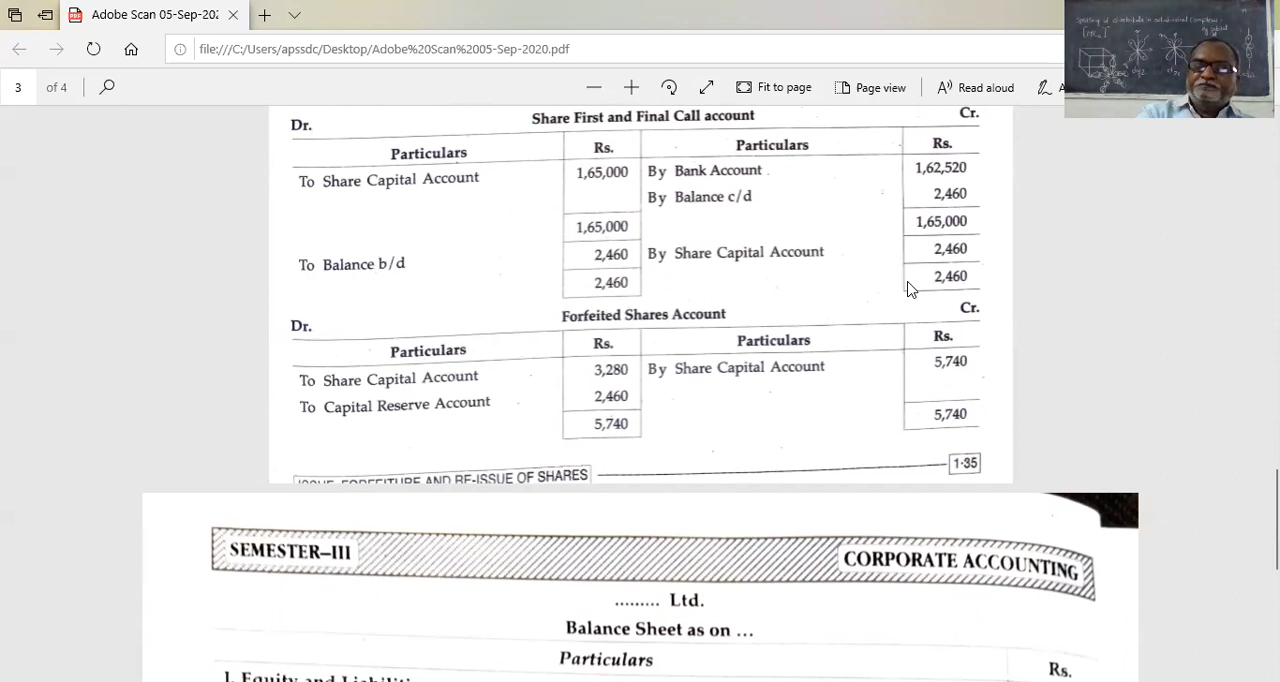 Adobe Scan 05-Sep-202
file:///C:/Users/apssdc/Desktop/Adobe%20Scan%2005-Sep-2020.pdf
3 of 4
Fit to page
Page view
Read aloud
Dr. Share First and Final Call account Cr.
Particulars Rs. Particulars Rs.
To Share Capital Account 1,65,000 By Bank Account 1,62,520
By Balance c/d 2,460
1,65,000 1,65,000
To Balance b/d 2,460 By Share Capital Account 2,460
2,460 2,460
Dr. Forfeited Shares Account Cr.
Particulars Rs. Particulars Rs.
To Share Capital Account 3,280 By Share Capital Account 5,740
To Capital Reserve Account 2,460
5,740 5,740
ISSUE, FORFEITURE AND RE-ISSUE OF SHARES 1·35
SEMESTER–III CORPORATE ACCOUNTING
......... Ltd.
Balance Sheet as on ...
Particulars Rs.
I. Equity and Liabiliti